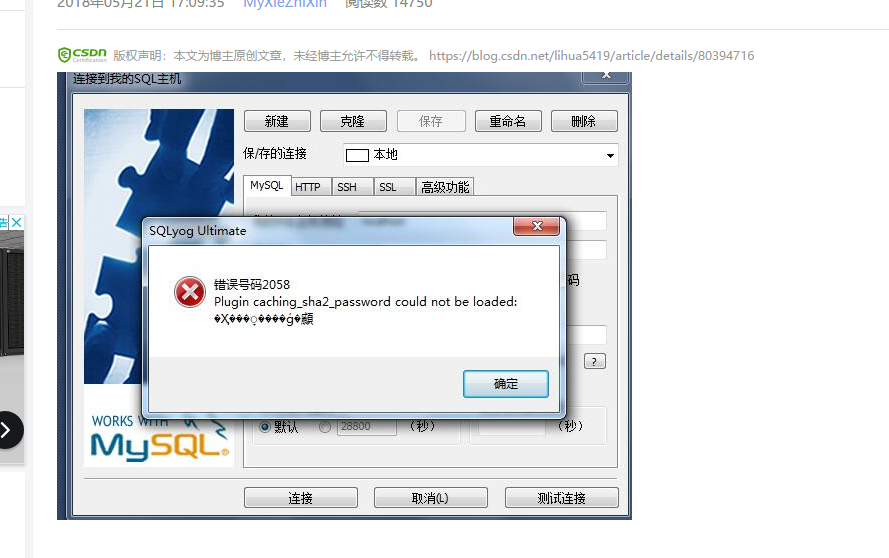 2018年05月21日 17:09:35 MyXieZhiXin 阅读数 14750
CSDN 版权声明：本文为博主原创文章，未经博主允许不得转载。 https://blog.csdn.net/lihua5419/article/details/80394716
Certification
连接到我的SQL主机
新建 克隆 保存 重命名 删除
保/存的连接 本地
MySQL HTTP SSH SSL 高级功能
告
SQLyog Ultimate
码
错误号码2058
Plugin caching_sha2_password could not be loaded:
?
确定
WORKS WITH
MySQL
默认 28800 （秒） （秒）
连接 取消(L) 测试连接